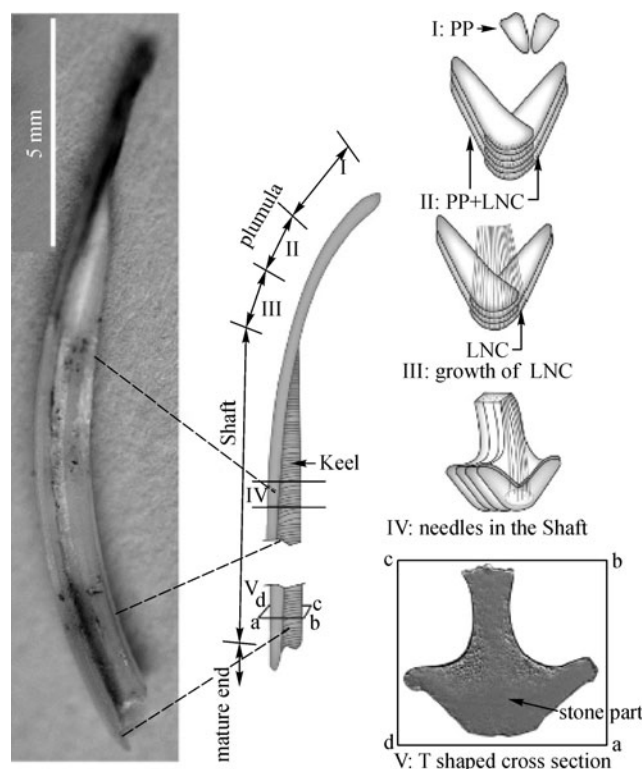 5 mm
plumula
I
II
III
Shaft
Keel
IV
V
d
c
a
b
mature end
I: PP
II: PP+LNC
LNC
III: growth of LNC
IV: needles in the Shaft
c
b
stone part
d
a
V: T shaped cross section